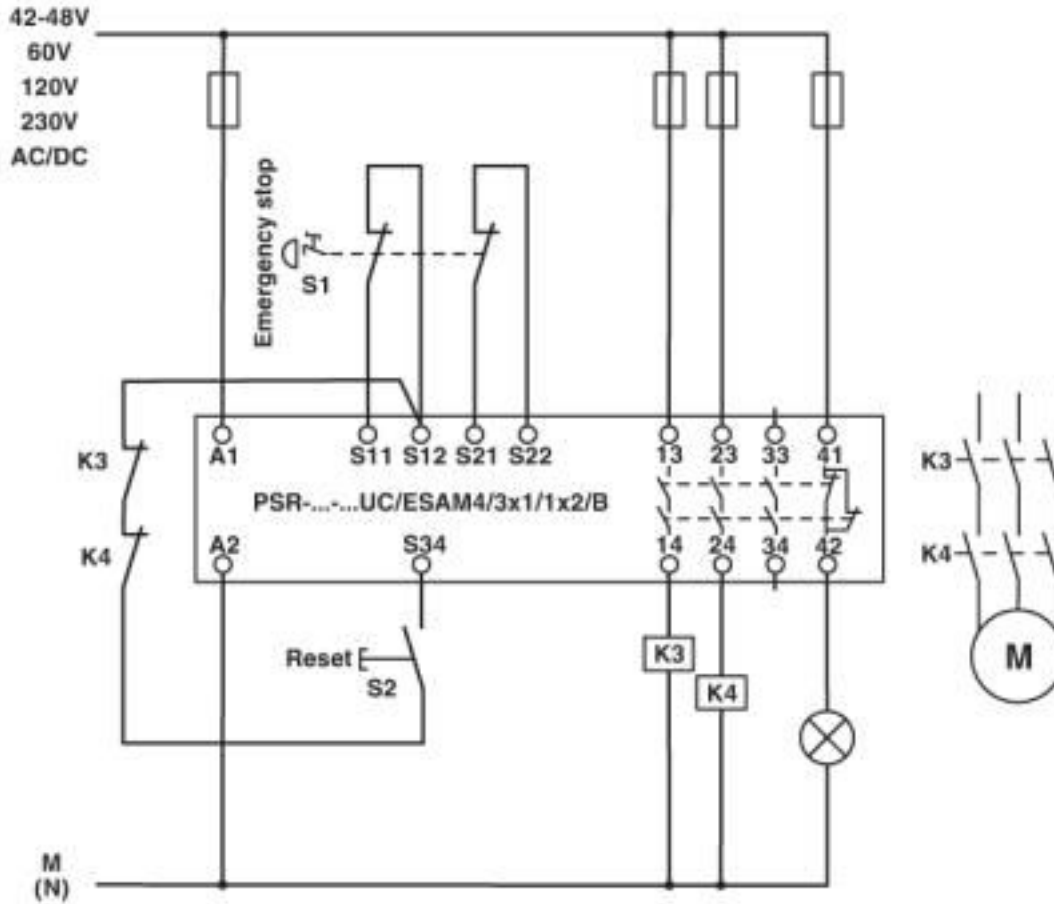 42-48V
60V
120V
230V
AC/DC
Emergency stop
S1
A1 S11 S12 S21 S22 13 23 33 41
K3
K3
PSR-...-...UC/ESAM4/3x1/1x2/B
K4
K4
A2 S34 14 24 34 42
Reset
S2
K3
K4
M
M
(N)